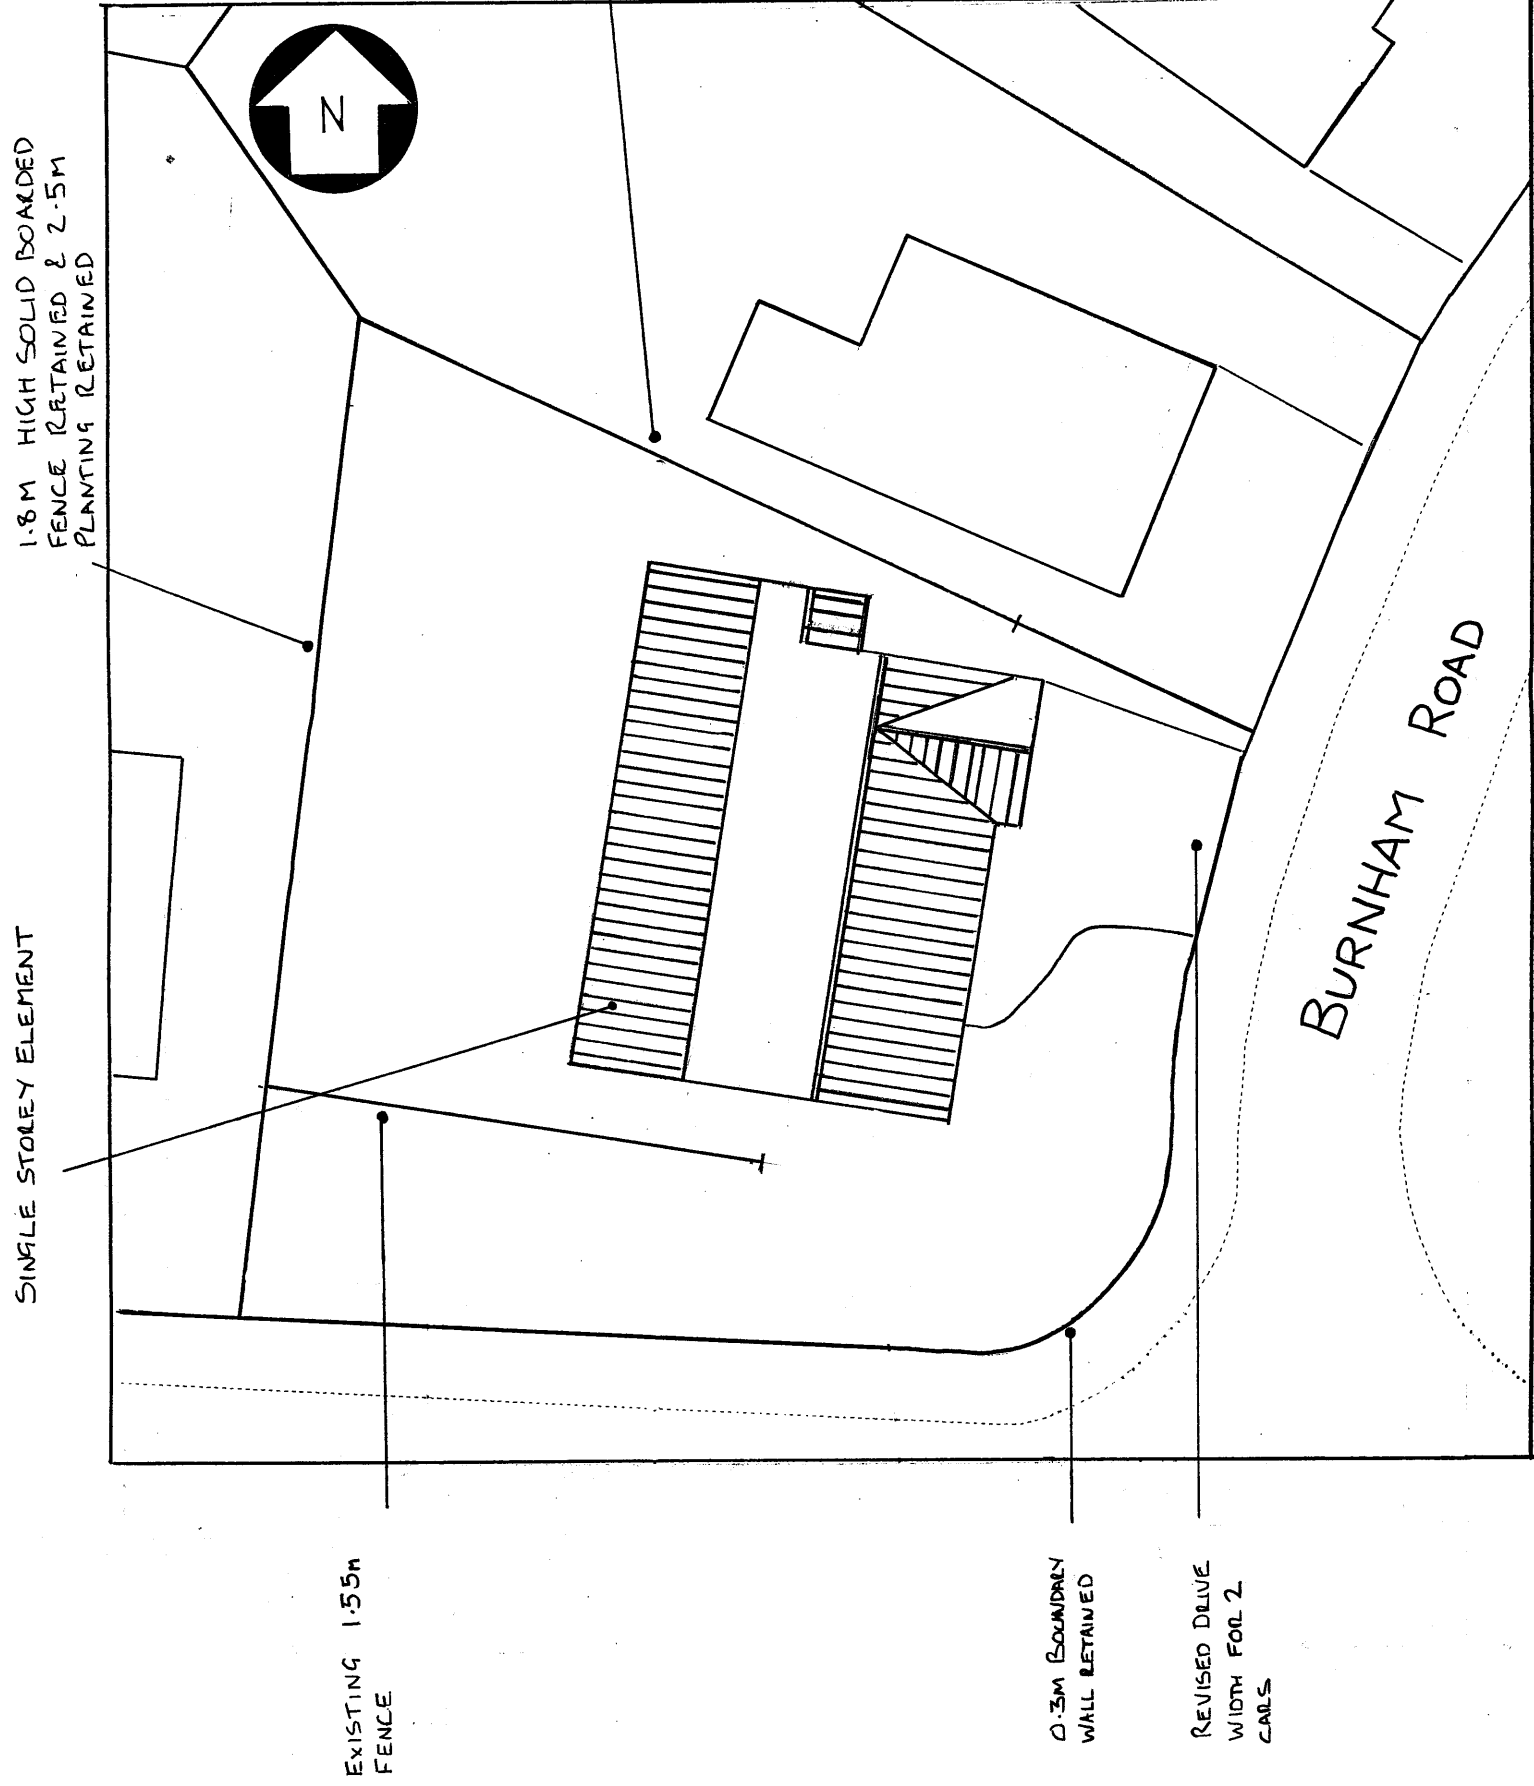 1.8M HIGH SOLID BOARDED
FENCE RETAINED & 2.5M
PLANTING RETAINED
SINGLE STOREY ELEMENT
N
BURNHAM ROAD
EXISTING 1.55m
FENCE
0.3M BOUNDARY
WALL RETAINED
REVISED DRIVE
WIDTH FOR 2
CARS